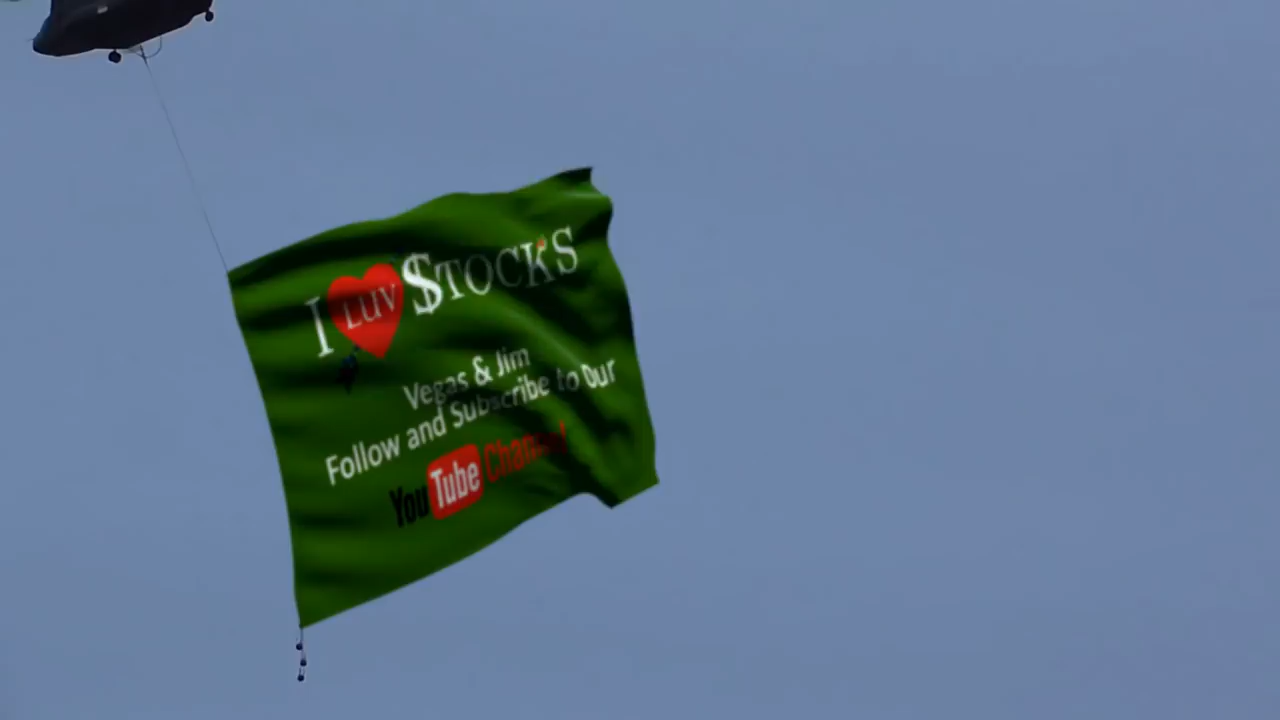 I LUV $TOCKS
Vegas & Jim
Follow and Subscribe to Our
YouTube Channel